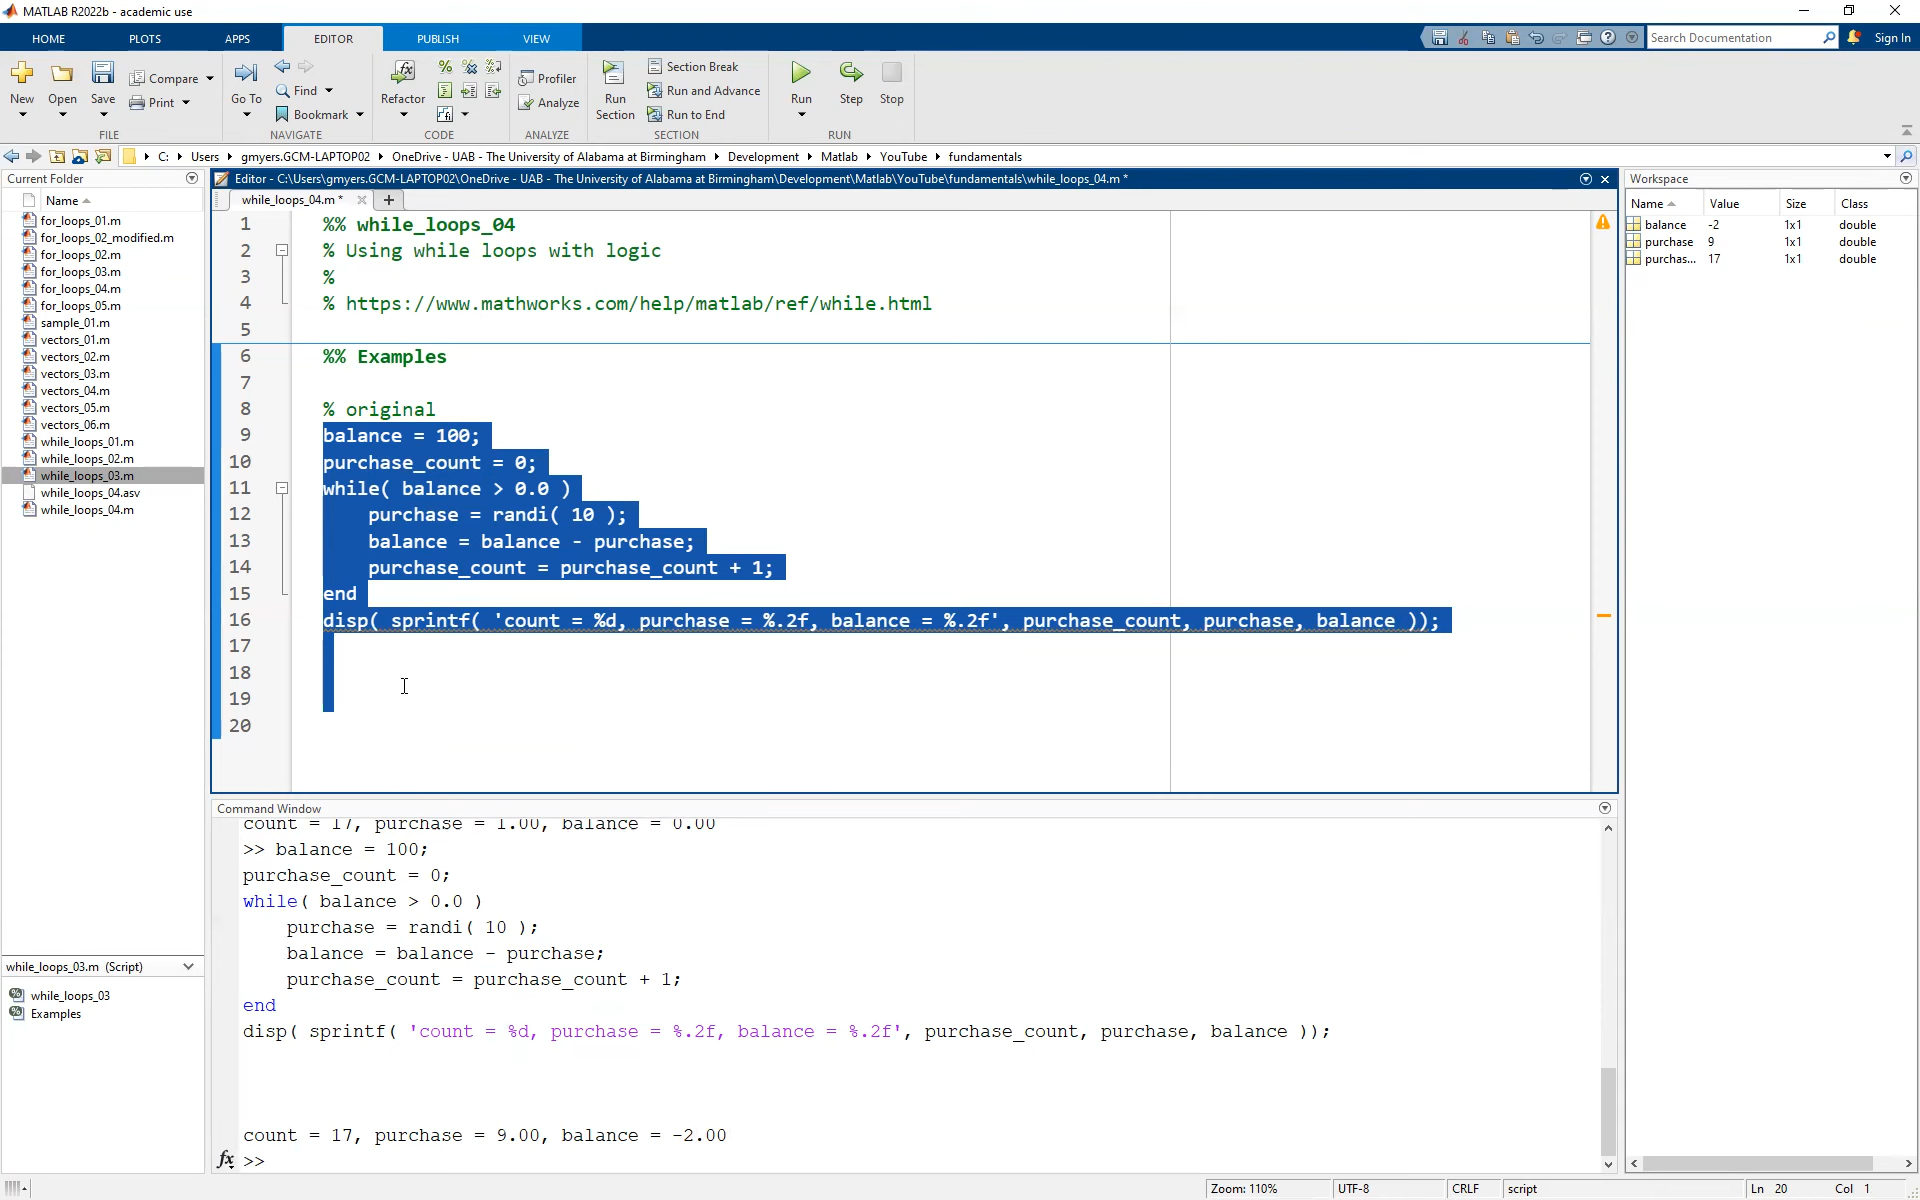 MATLAB R2022b - academic use
HOME PLOTS APPS EDITOR PUBLISH VIEW
Search Documentation
Sign In
New Open Save Compare Print
FILE
Go To Find Bookmark
NAVIGATE
Refactor
CODE
Profiler Analyze
ANALYZE
Run Section Section Break Run and Advance Run to End
SECTION
Run Step Stop
RUN
C: Users gmyers.GCM-LAPTOP02 OneDrive - UAB - The University of Alabama at Birmingham Development Matlab YouTube fundamentals
Current Folder
Name
for_loops_01.m
for_loops_02_modified.m
for_loops_02.m
for_loops_03.m
for_loops_04.m
for_loops_05.m
sample_01.m
vectors_01.m
vectors_02.m
vectors_03.m
vectors_04.m
vectors_05.m
vectors_06.m
while_loops_01.m
while_loops_02.m
while_loops_03.m
while_loops_04.asv
while_loops_04.m
while_loops_03.m (Script)
while_loops_03
Examples
Editor - C:\Users\gmyers.GCM-LAPTOP02\OneDrive - UAB - The University of Alabama at Birmingham\Development\Matlab\YouTube\fundamentals\while_loops_04.m *
while_loops_04.m *
1 %% while_loops_04
2 % Using while loops with logic
3 %
4 % https://www.mathworks.com/help/matlab/ref/while.html
5
6 %% Examples
7
8 % original
9 balance = 100;
10 purchase_count = 0;
11 while( balance > 0.0 )
12 purchase = randi( 10 );
13 balance = balance - purchase;
14 purchase_count = purchase_count + 1;
15 end
16 disp( sprintf( 'count = %d, purchase = %.2f, balance = %.2f', purchase_count, purchase, balance ));
17
18
19
20
Command Window
count = 17, purchase = 1.00, balance = 0.00
>> balance = 100;
purchase_count = 0;
while( balance > 0.0 )
purchase = randi( 10 );
balance = balance - purchase;
purchase_count = purchase_count + 1;
end
disp( sprintf( 'count = %d, purchase = %.2f, balance = %.2f', purchase_count, purchase, balance ));
count = 17, purchase = 9.00, balance = -2.00
fx >>
Workspace
Name Value Size Class
balance -2 1x1 double
purchase 9 1x1 double
purchas... 17 1x1 double
Zoom: 110% UTF-8 CRLF script Ln 20 Col 1